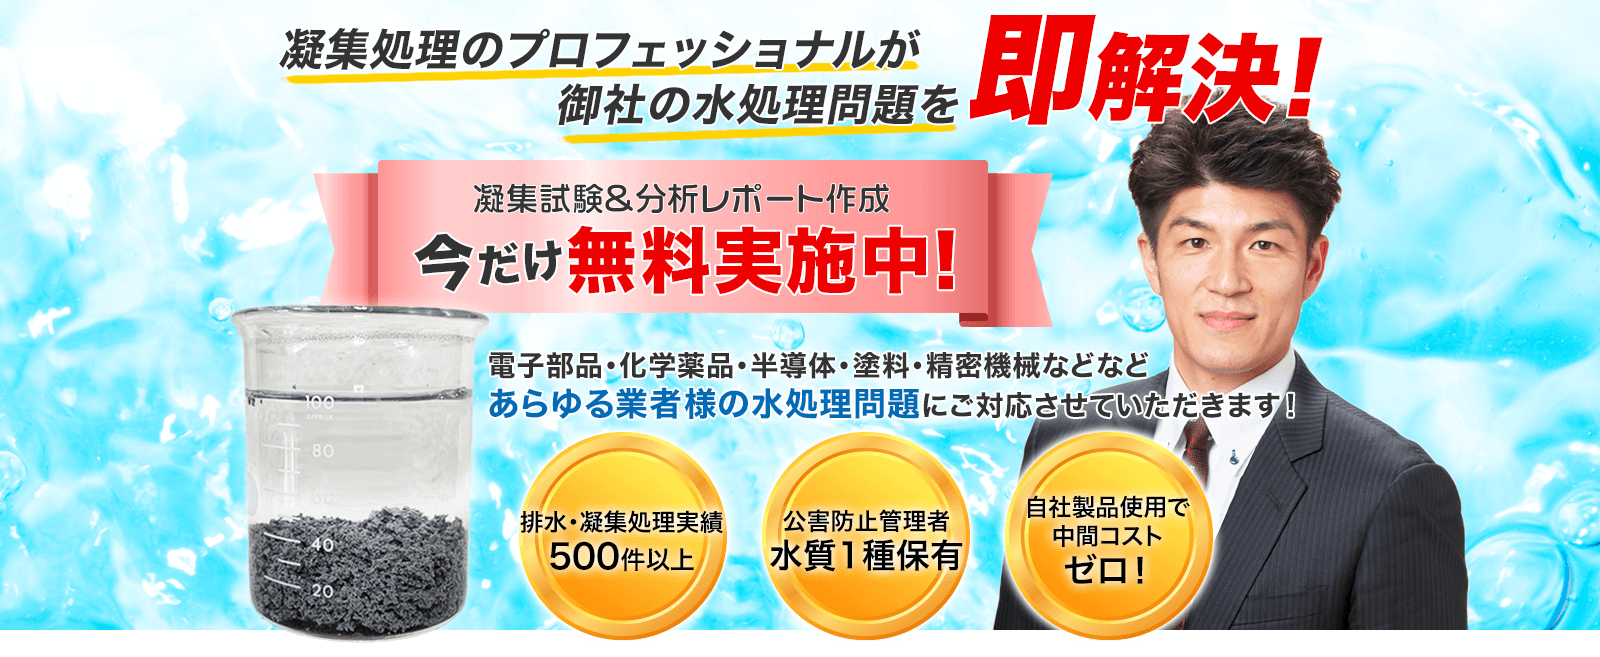 凝集処理のプロフェッショナルが
御社の水処理問題を
即解決!
凝集試験&分析レポート作成
今だけ無料実施中!
電子部品・化学薬品・半導体・塗料・精密機械などなど
あらゆる業者様の水処理問題にご対応させていただきます!
100
APPROX
80
60
40
20
排水・凝集処理実績
500件以上
公害防止管理者
水質1種保有
自社製品使用で
中間コスト
ゼロ!